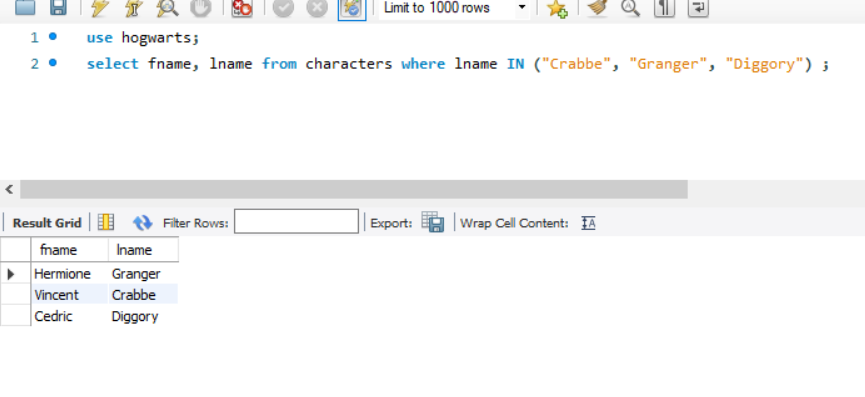 Limit to 1000 rows
1 use hogwarts;
2 select fname, lname from characters where lname IN ("Crabbe", "Granger", "Diggory") ;
Result Grid Filter Rows: Export: Wrap Cell Content:
fname lname
Hermione Granger
Vincent Crabbe
Cedric Diggory